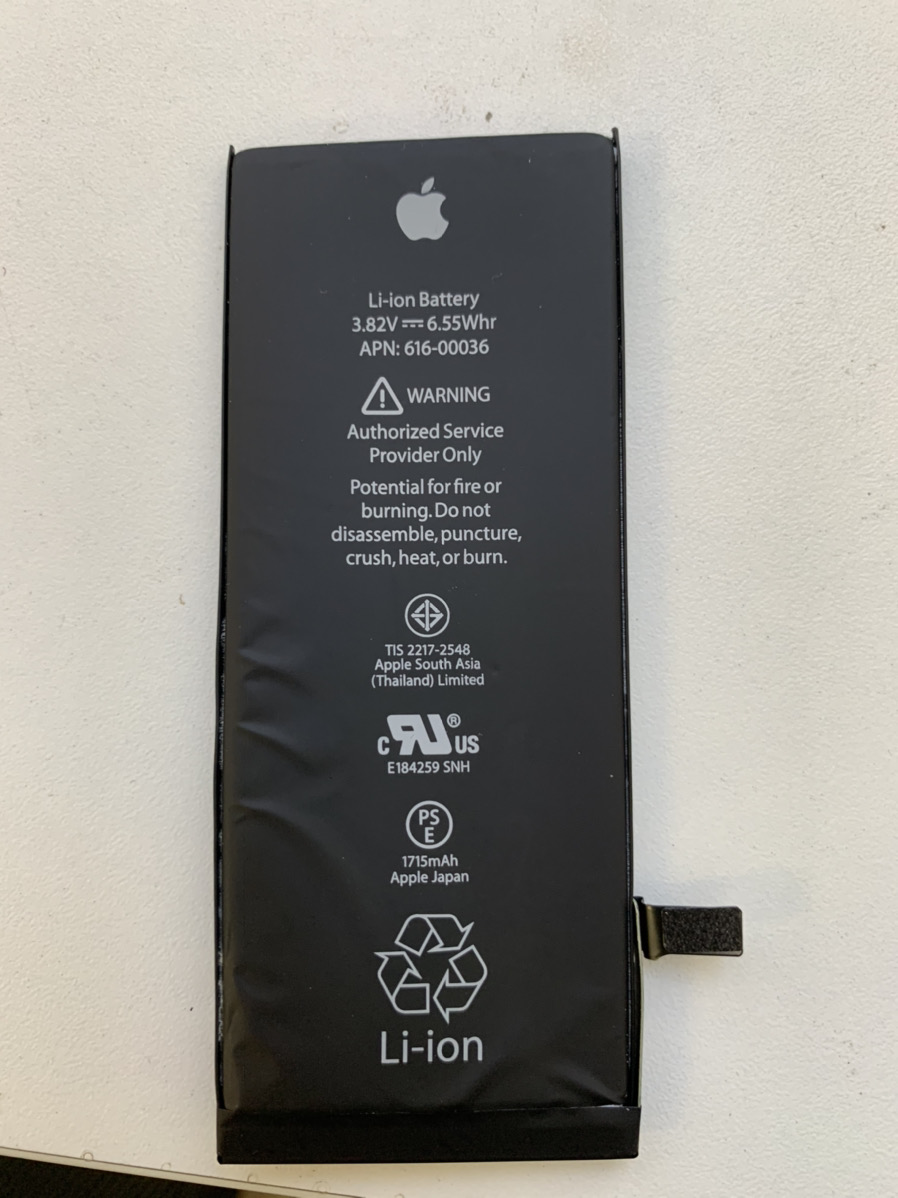 Li-ion Battery
3.82V ⎓ 6.55Whr
APN: 616-00036
WARNING
Authorized Service
Provider Only
Potential for fire or
burning. Do not
disassemble, puncture,
crush, heat, or burn.
TIS 2217-2548
Apple South Asia
(Thailand) Limited
c RU ® US
E184259 SNH
PS
E
1715mAh
Apple Japan
Li-ion